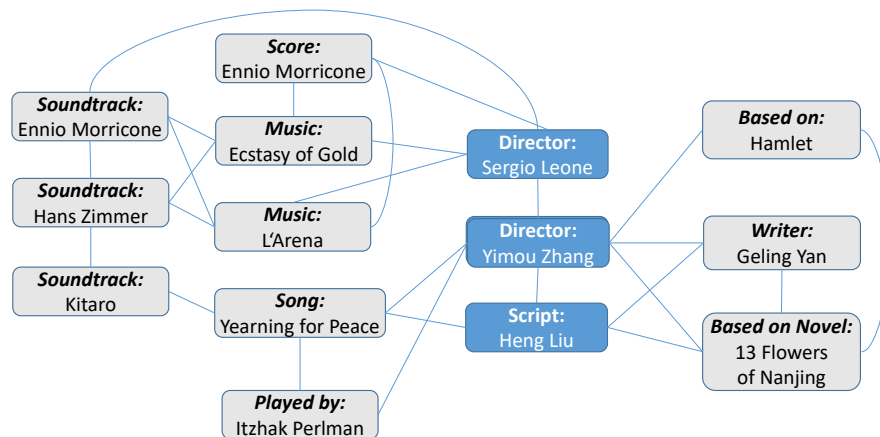 Score:
Ennio Morricone
Soundtrack:
Ennio Morricone
Music:
Ecstasy of Gold
Director:
Sergio Leone
Based on:
Hamlet
Soundtrack:
Hans Zimmer
Music:
L‘Arena
Director:
Yimou Zhang
Writer:
Geling Yan
Soundtrack:
Kitaro
Song:
Yearning for Peace
Script:
Heng Liu
Based on Novel:
13 Flowers
of Nanjing
Played by:
Itzhak Perlman